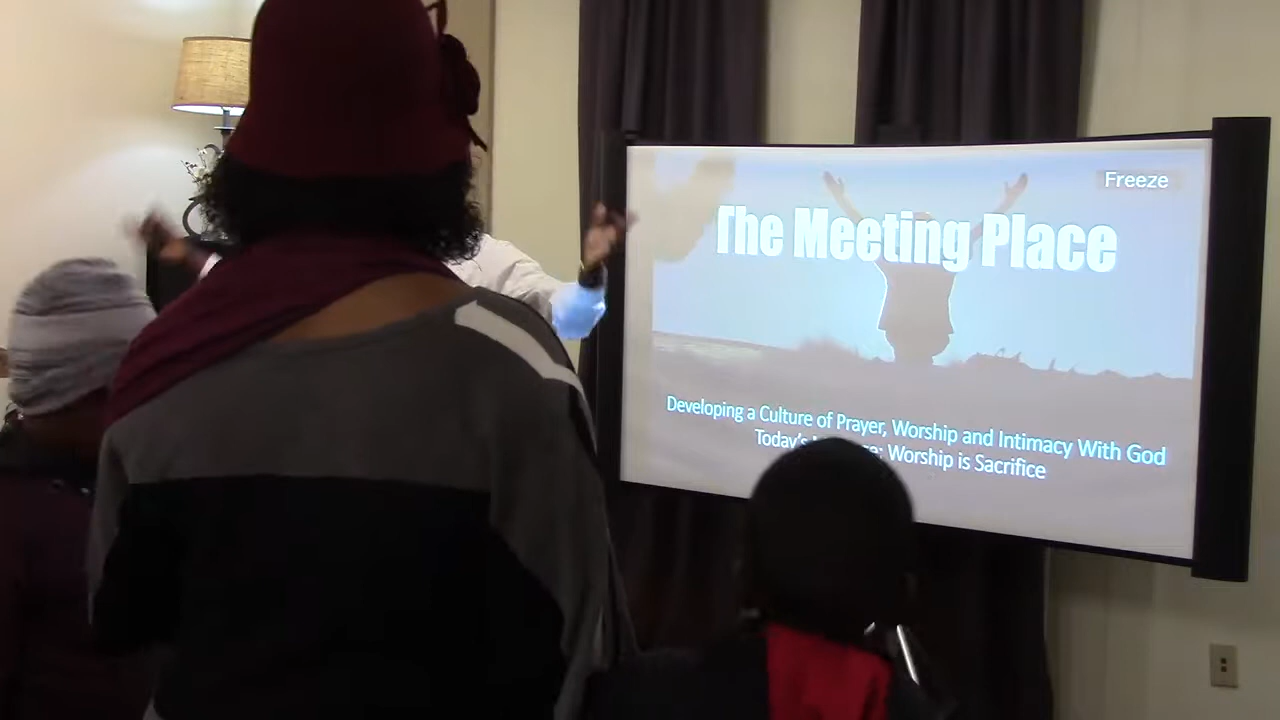 Freeze
The Meeting Place
Developing a Culture of Prayer, Worship and Intimacy With God
Today's : Worship is Sacrifice